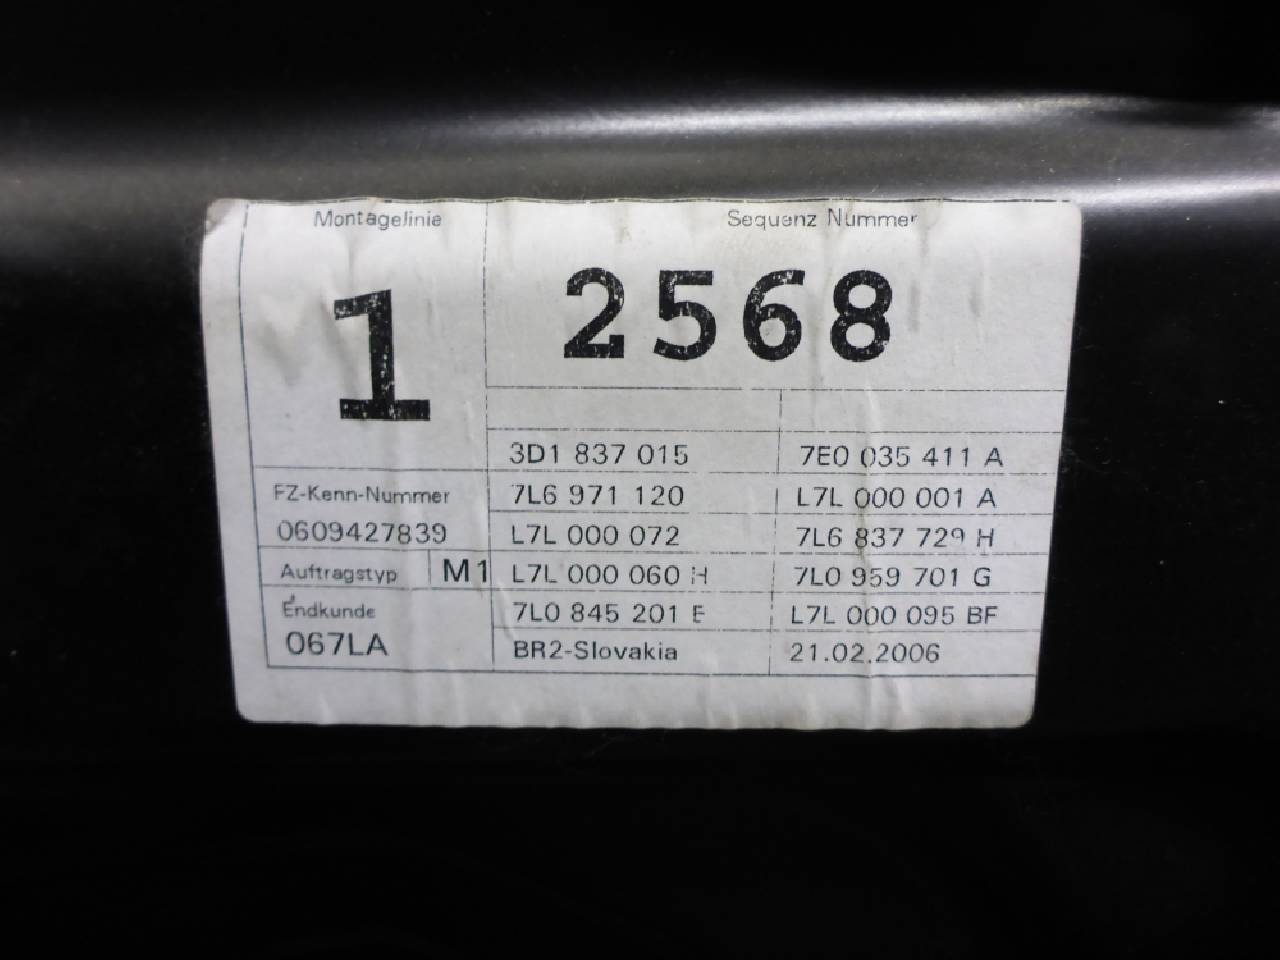 Montagelinie
Sequenz Nummer
1
2568
3D1 837 015
7E0 035 411 A
FZ-Kenn-Nummer
7L6 971 120
L7L 000 001 A
0609427839
L7L 000 072
7L6 837 729 H
Auftragstyp M1
L7L 000 060 H
7L0 959 701 G
Endkunde
7L0 845 201
L7L 000 095 BF
067LA
BR2-Slovakia
21.02.2006